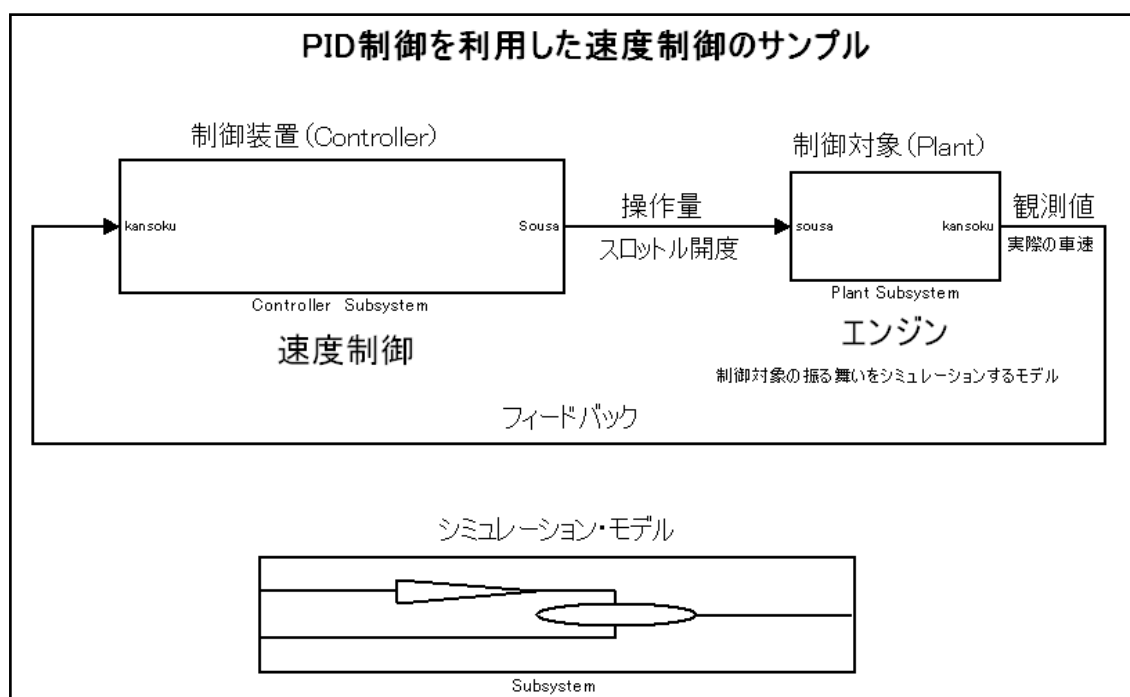 PID制御を利用した速度制御のサンプル
制御装置(Controller)
制御対象(Plant)
kansoku
Sousa
操作量
スロットル開度
sousa
kansoku
観測値
実際の車速
Controller Subsystem
速度制御
Plant Subsystem
エンジン
制御対象の振る舞いをシミュレーションするモデル
フィードバック
シミュレーション・モデル
Subsystem